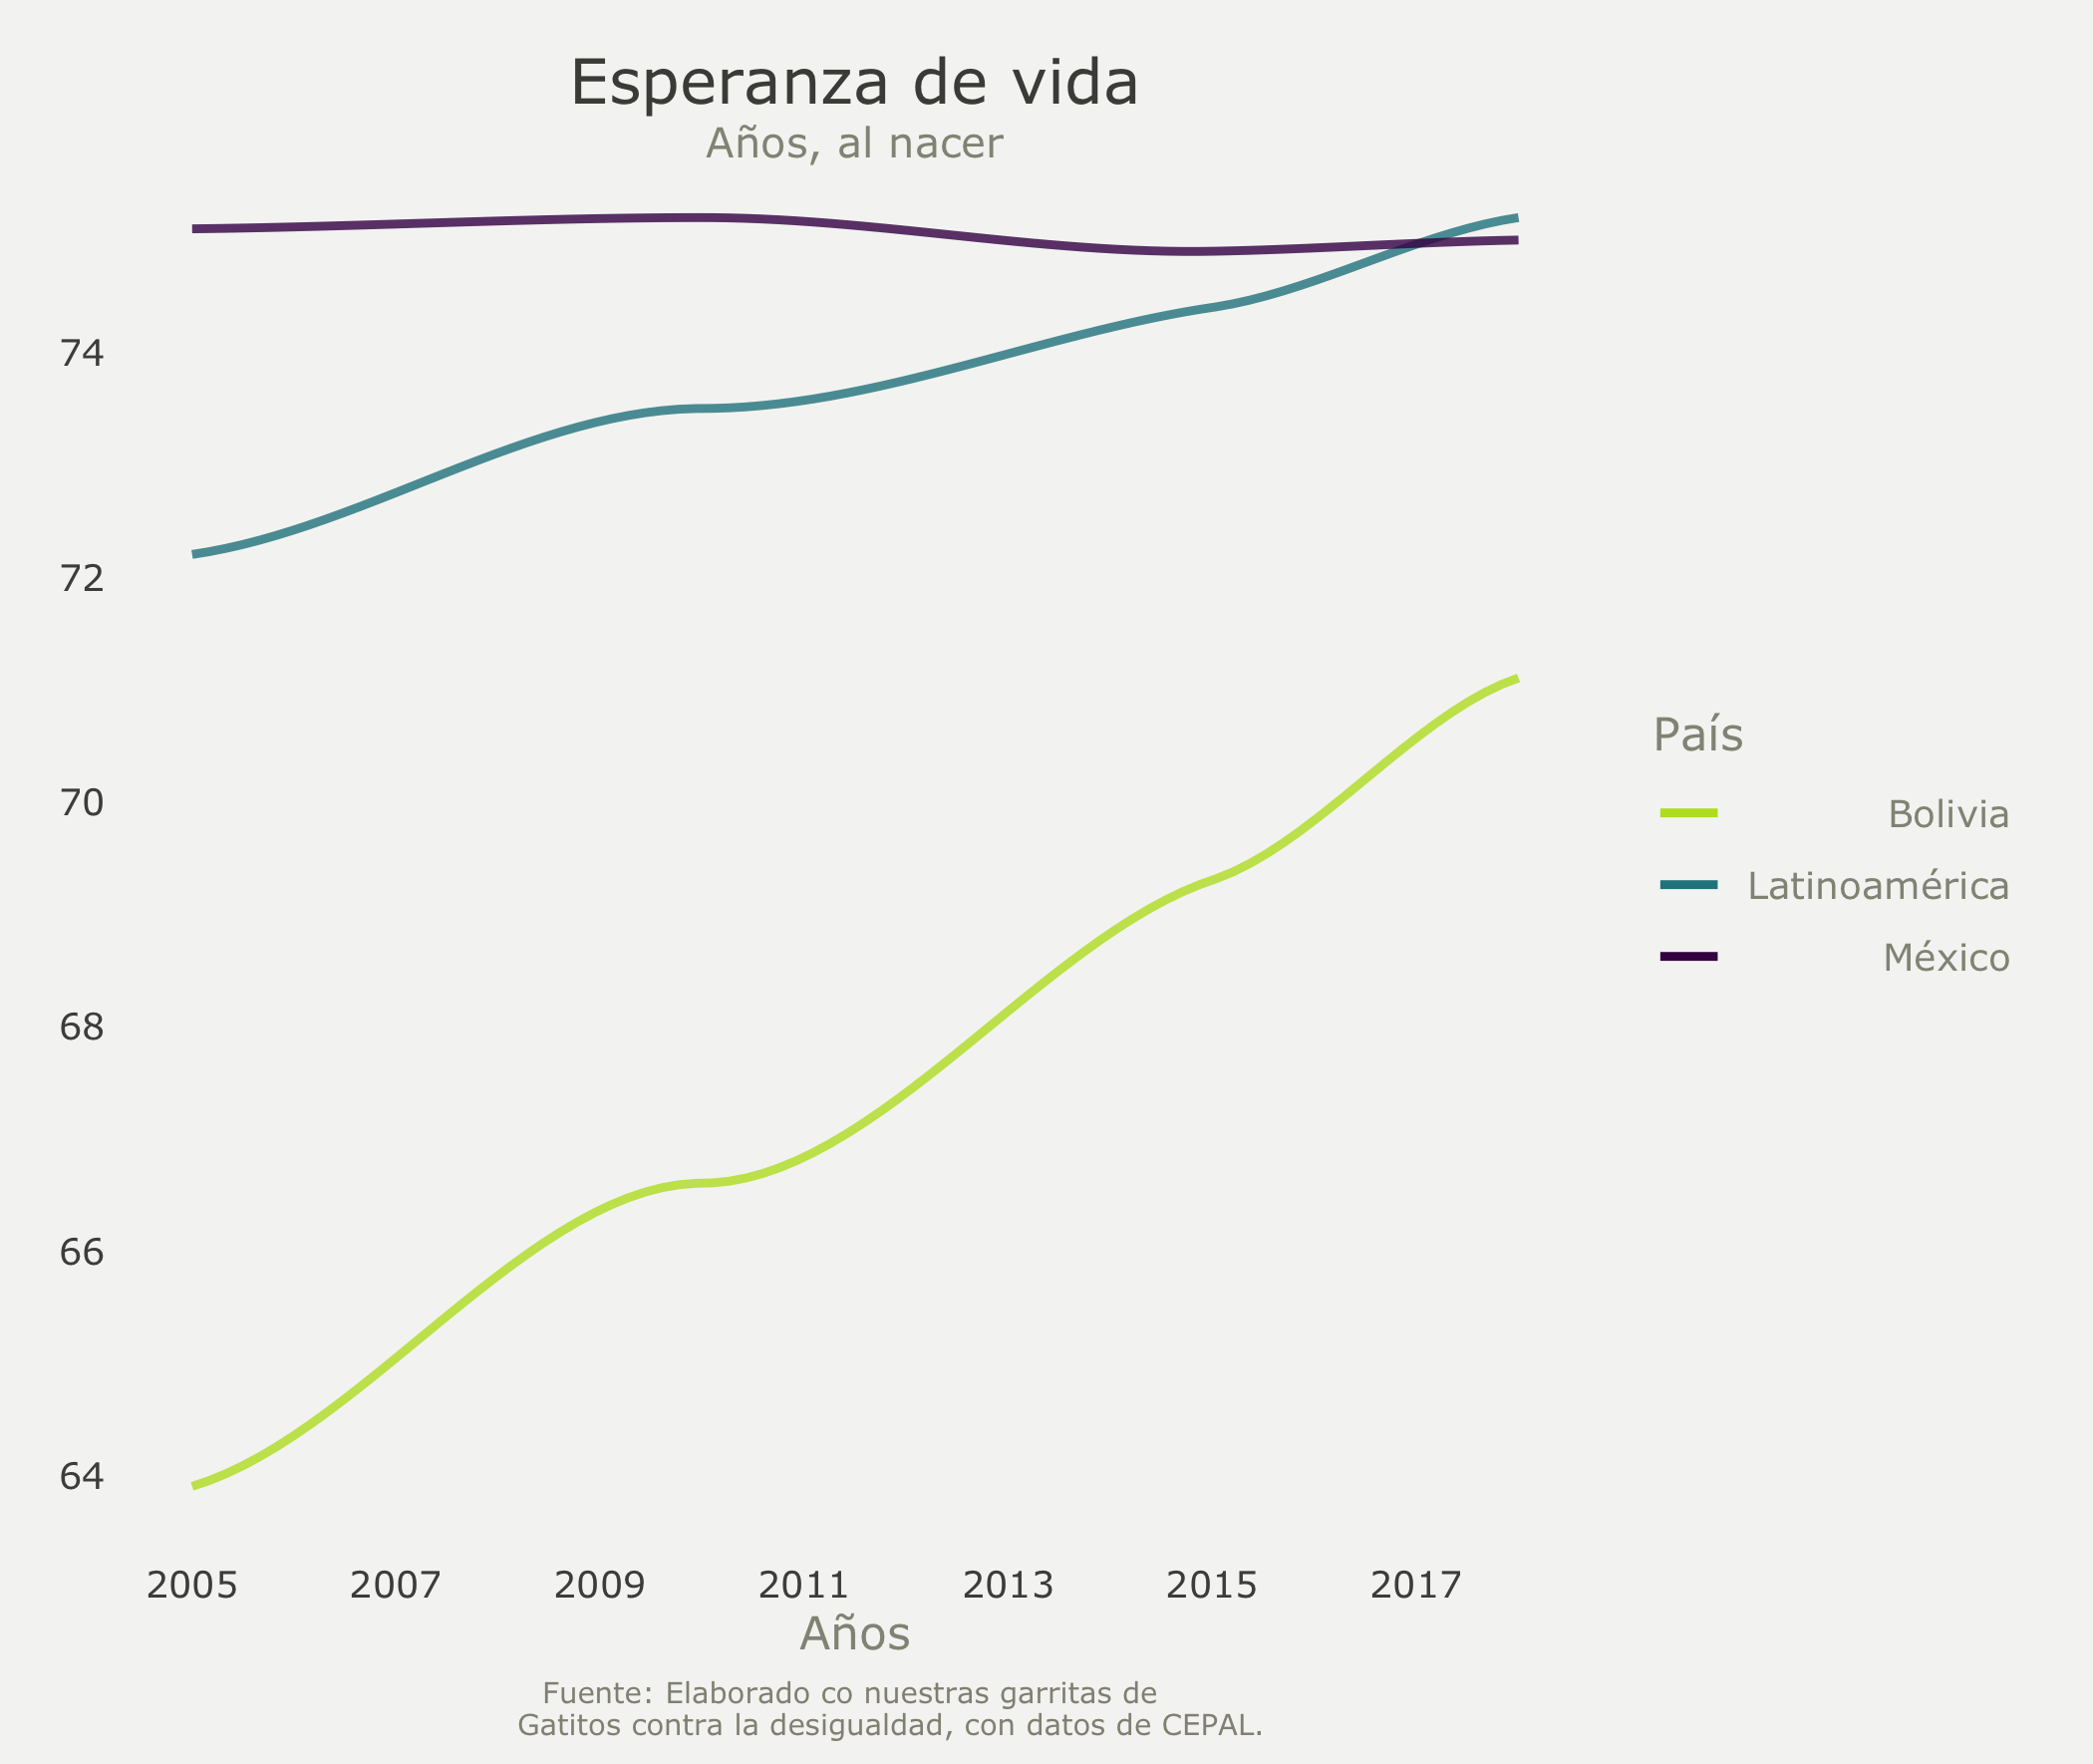 Esperanza de vida
Años, al nacer
74
72
70
68
66
64
2005 2007 2009 2011 2013 2015 2017
Años
País
Bolivia
Latinoamérica
México
Fuente: Elaborado co nuestras garritas de
Gatitos contra la desigualdad, con datos de CEPAL.